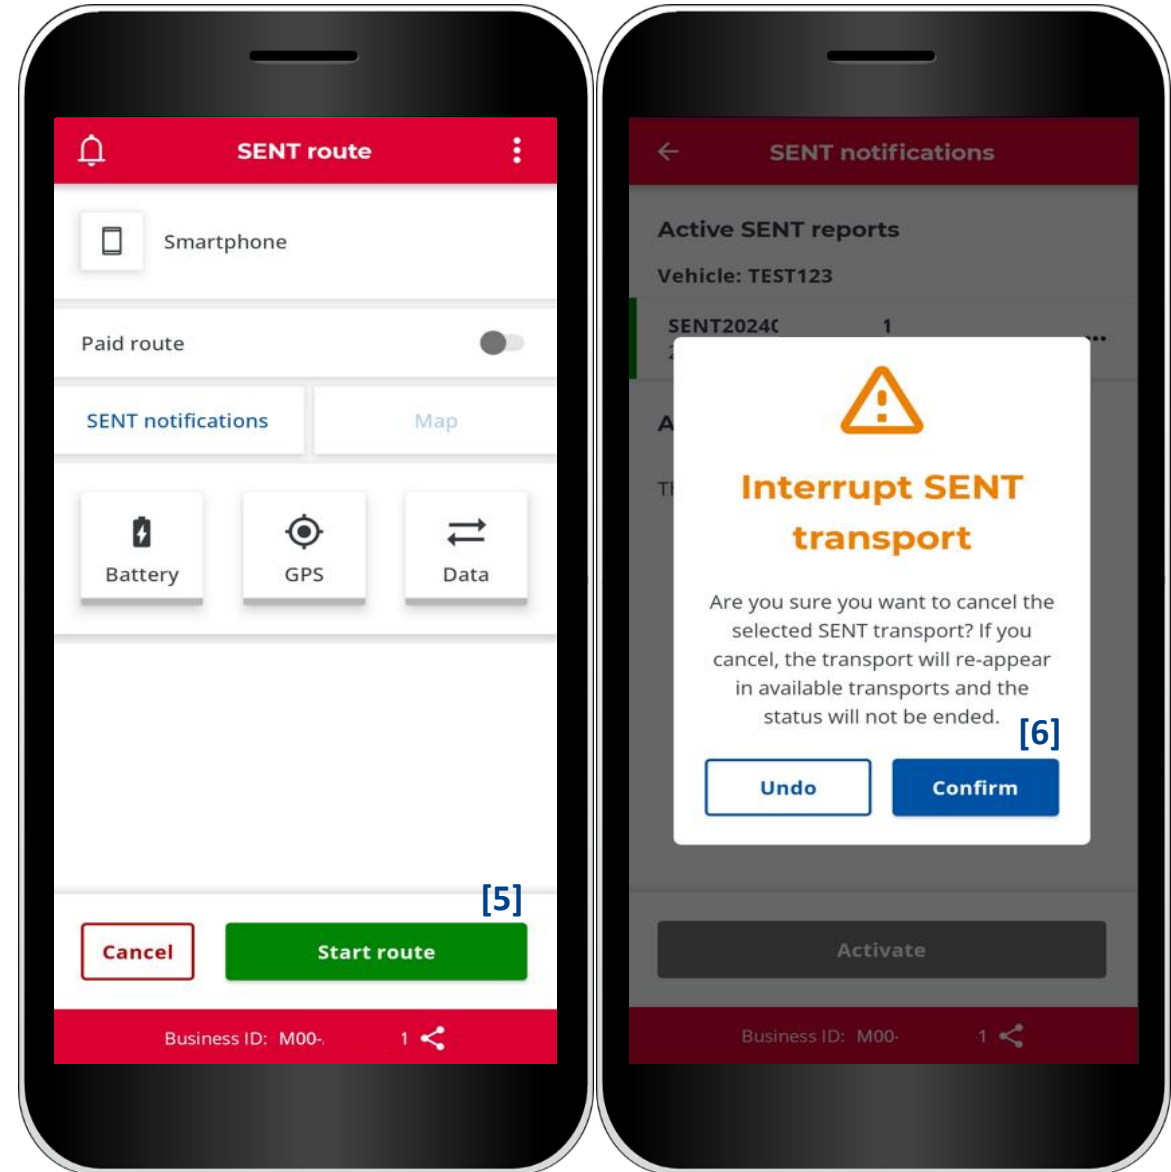 SENT route
Smartphone
Paid route
SENT notifications
Map
Battery
GPS
Data
[5]
Cancel
Start route
Business ID: M00-. 1
SENT notifications
Active SENT reports
Vehicle: TEST123
SENT2024 1
Interrupt SENT
transport
Are you sure you want to cancel the
selected SENT transport? If you
cancel, the transport will re-appear
in available transports and the
status will not be ended.
[6]
Undo
Confirm
Activate
Business ID: M00- 1